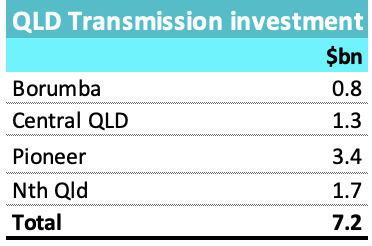 QLD Transmission investment
$bn
Borumba 0.8
Central QLD 1.3
Pioneer 3.4
Nth Qld 1.7
Total 7.2